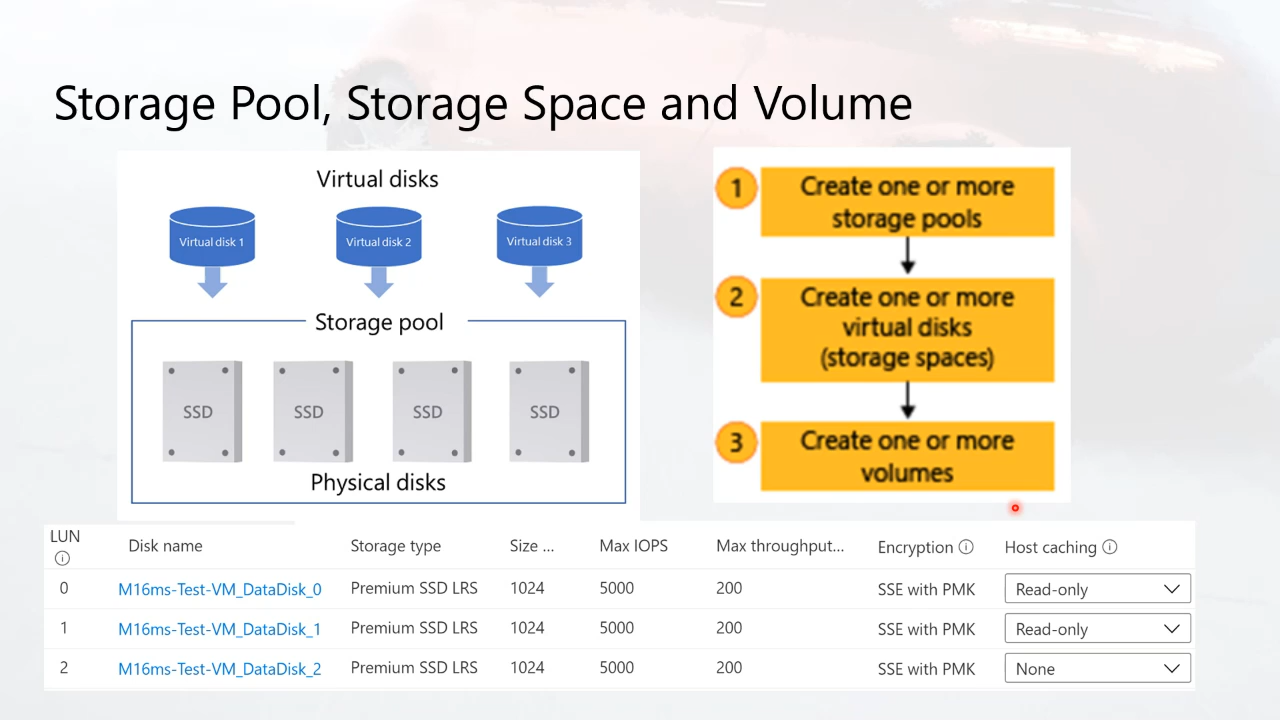 Storage Pool, Storage Space and Volume
Virtual disks
Virtual disk 1
Virtual disk 2
Virtual disk 3
Storage pool
SSD
SSD
SSD
SSD
Physical disks
1
Create one or more
storage pools
2
Create one or more
virtual disks
(storage spaces)
3
Create one or more
volumes
LUN Disk name Storage type Size ... Max IOPS Max throughput... Encryption Host caching
0 M16ms-Test-VM_DataDisk_0 Premium SSD LRS 1024 5000 200 SSE with PMK Read-only
1 M16ms-Test-VM_DataDisk_1 Premium SSD LRS 1024 5000 200 SSE with PMK Read-only
2 M16ms-Test-VM_DataDisk_2 Premium SSD LRS 1024 5000 200 SSE with PMK None